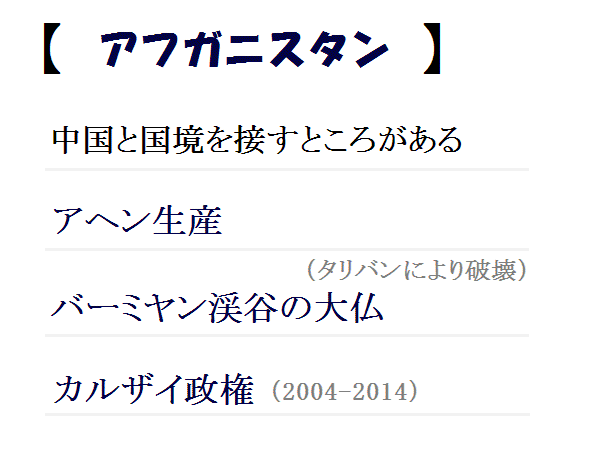 【 アフガニスタン 】
中国と国境を接すところがある
アヘン生産
（タリバンにより破壊）
バーミヤン渓谷の大仏
カルザイ政権（2004-2014）